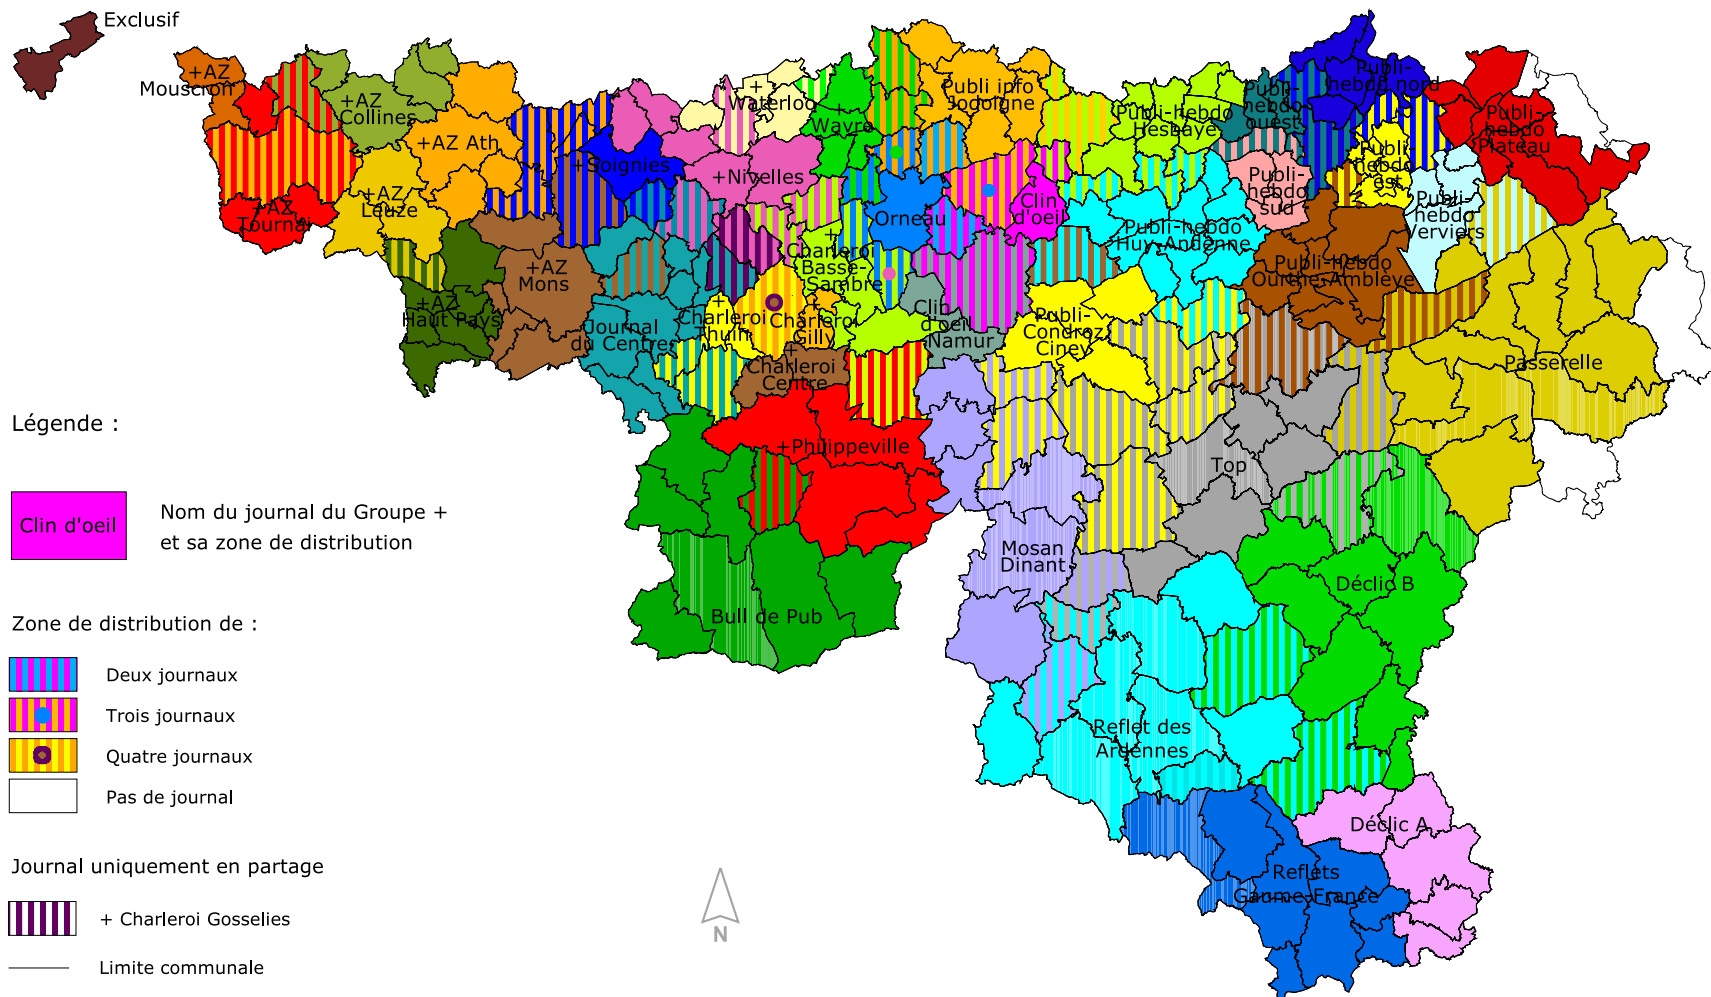 Exclusif
+AZ
Mouscron
+AZ
Collines
+AZ Ath
+AZ
Leuze
+AZ
Tournai
+AZ
Haut Pays
+AZ
Mons
+Soignies
+Nivelles
+
Waterloo
+
Wavre
Publi info
Jodoigne
Orneau
Clin
d'oeil
+
Charleroi
Basse-
Sambre
+
Charleroi
Thuin
+
Charleroi
Gilly
+
Charleroi
Centre
Journal
du Centre
Clin
d'oeil
Namur
Publi-
Condroz
Ciney
Publi-hebdo
Hesbaye
Publi-
hebdo
ouest
Publi-
hebdo nord
Publi-
hebdo
est
Publi-
hebdo
sud
Publi-
hebdo
Plateau
Publi-
hebdo
Verviers
Publi-hebdo
Huy-Andenne
Publi-Hebdo
Ourthe-Amblève
Passerelle
+Philippeville
Top
Mosan
Dinant
Bull de Pub
Déclic B
Reflet des
Ardennes
Déclic A
Reflets
Gaume-France
Légende :
Clin d'oeil
Nom du journal du Groupe +
et sa zone de distribution
Zone de distribution de :
Deux journaux
Trois journaux
Quatre journaux
Pas de journal
Journal uniquement en partage
+ Charleroi Gosselies
Limite communale
N